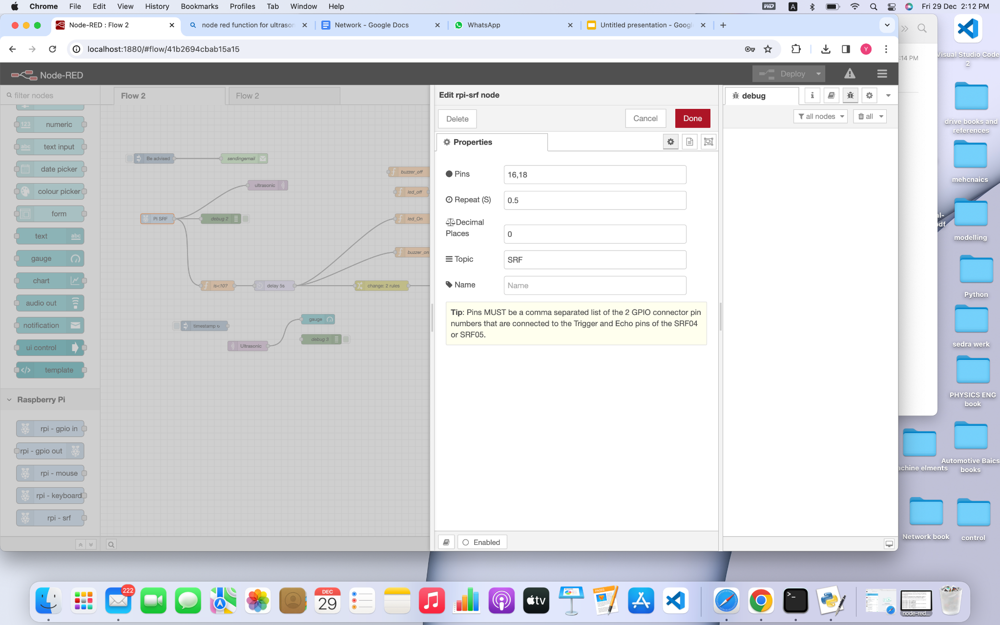 Chrome File Edit View History Bookmarks Profiles Tab Window Help WD A Fri 29 Dec 2:12 PM
Node-RED : Flow 2 node red function for ultrason Network - Google Docs WhatsApp Untitled presentation - Googl
localhost:1880/#flow/41b2694cbab15a15 Y
:14 PM
Node-RED Deploy
filter nodes
numeric
123
text input
abc
date picker
colour picker
form
text
abc
gauge
chart
audio out
notification
ui control
template
Raspberry Pi
rpi - gpio in
rpi - gpio out
rpi - mouse
rpi - keyboard
rpi - srf
Flow 2 Flow 2
Be advised sendingemail
buzzer_off
ultrasonic
led_off
PI SRF debug 2 led_On
buzzer_on
is<10? delay 5s change: 2 rules
timestamp ↻ gauge
debug 3
Ultrasonic
Edit rpi-srf node
Delete Cancel Done
Properties
Pins 16,18
Repeat (S) 0.5
Decimal
Places 0
Topic SRF
Name Name
Tip: Pins MUST be a comma separated list of the 2 GPIO connector pin
numbers that are connected to the Trigger and Echo pins of the SRF04
or SRF05.
Enabled
debug
all nodes all
Visual Studio Code
2
drive books and
references
mehcnaics
al-
odf
modelling
Python
sedra werk
PHYSICS ENG
book
achine elments
Automotive Baics
books
Network book
control
222
DEC
29
tv
PAGES
>_
node-red...